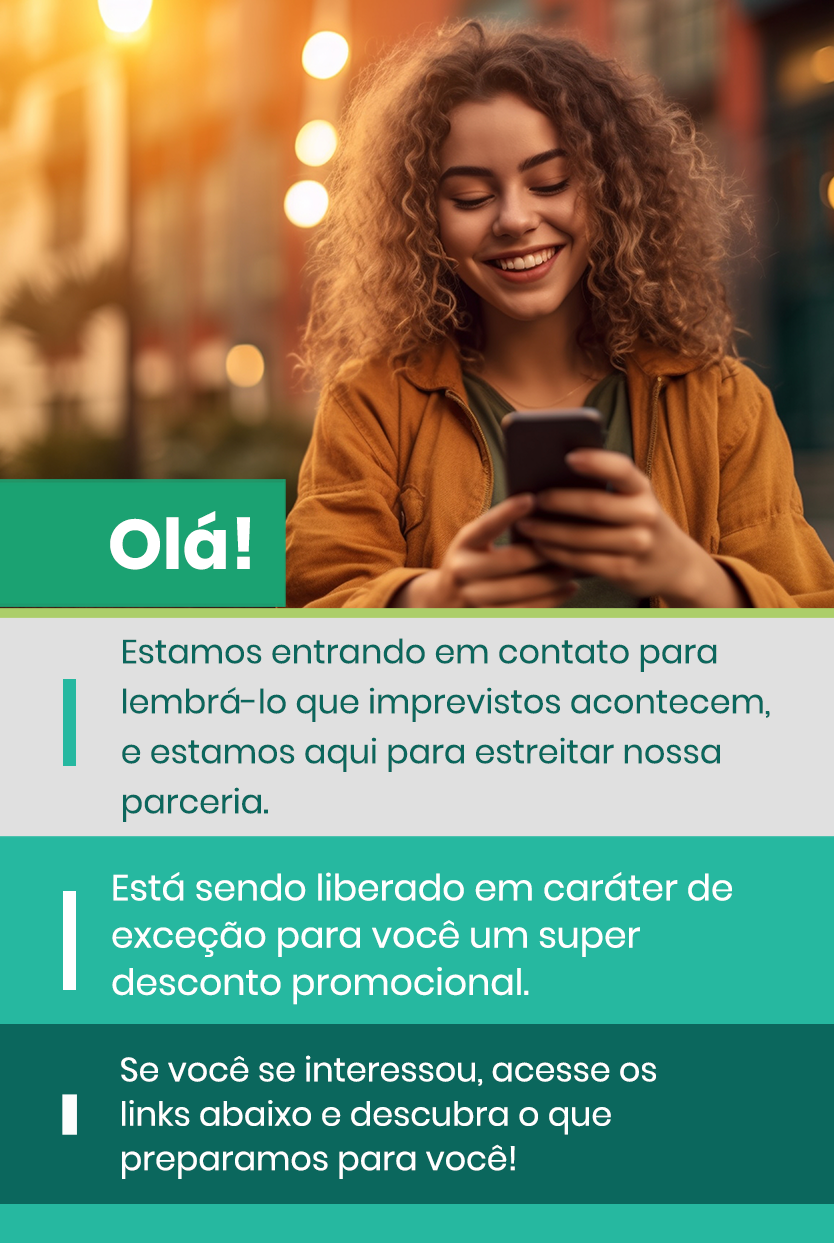 Olá!
Estamos entrando em contato para
lembrá-lo que imprevistos acontecem,
e estamos aqui para estreitar nossa
parceria.
Está sendo liberado em caráter de
exceção para você um super
desconto promocional.
Se você se interessou, acesse os
links abaixo e descubra o que
preparamos para você!